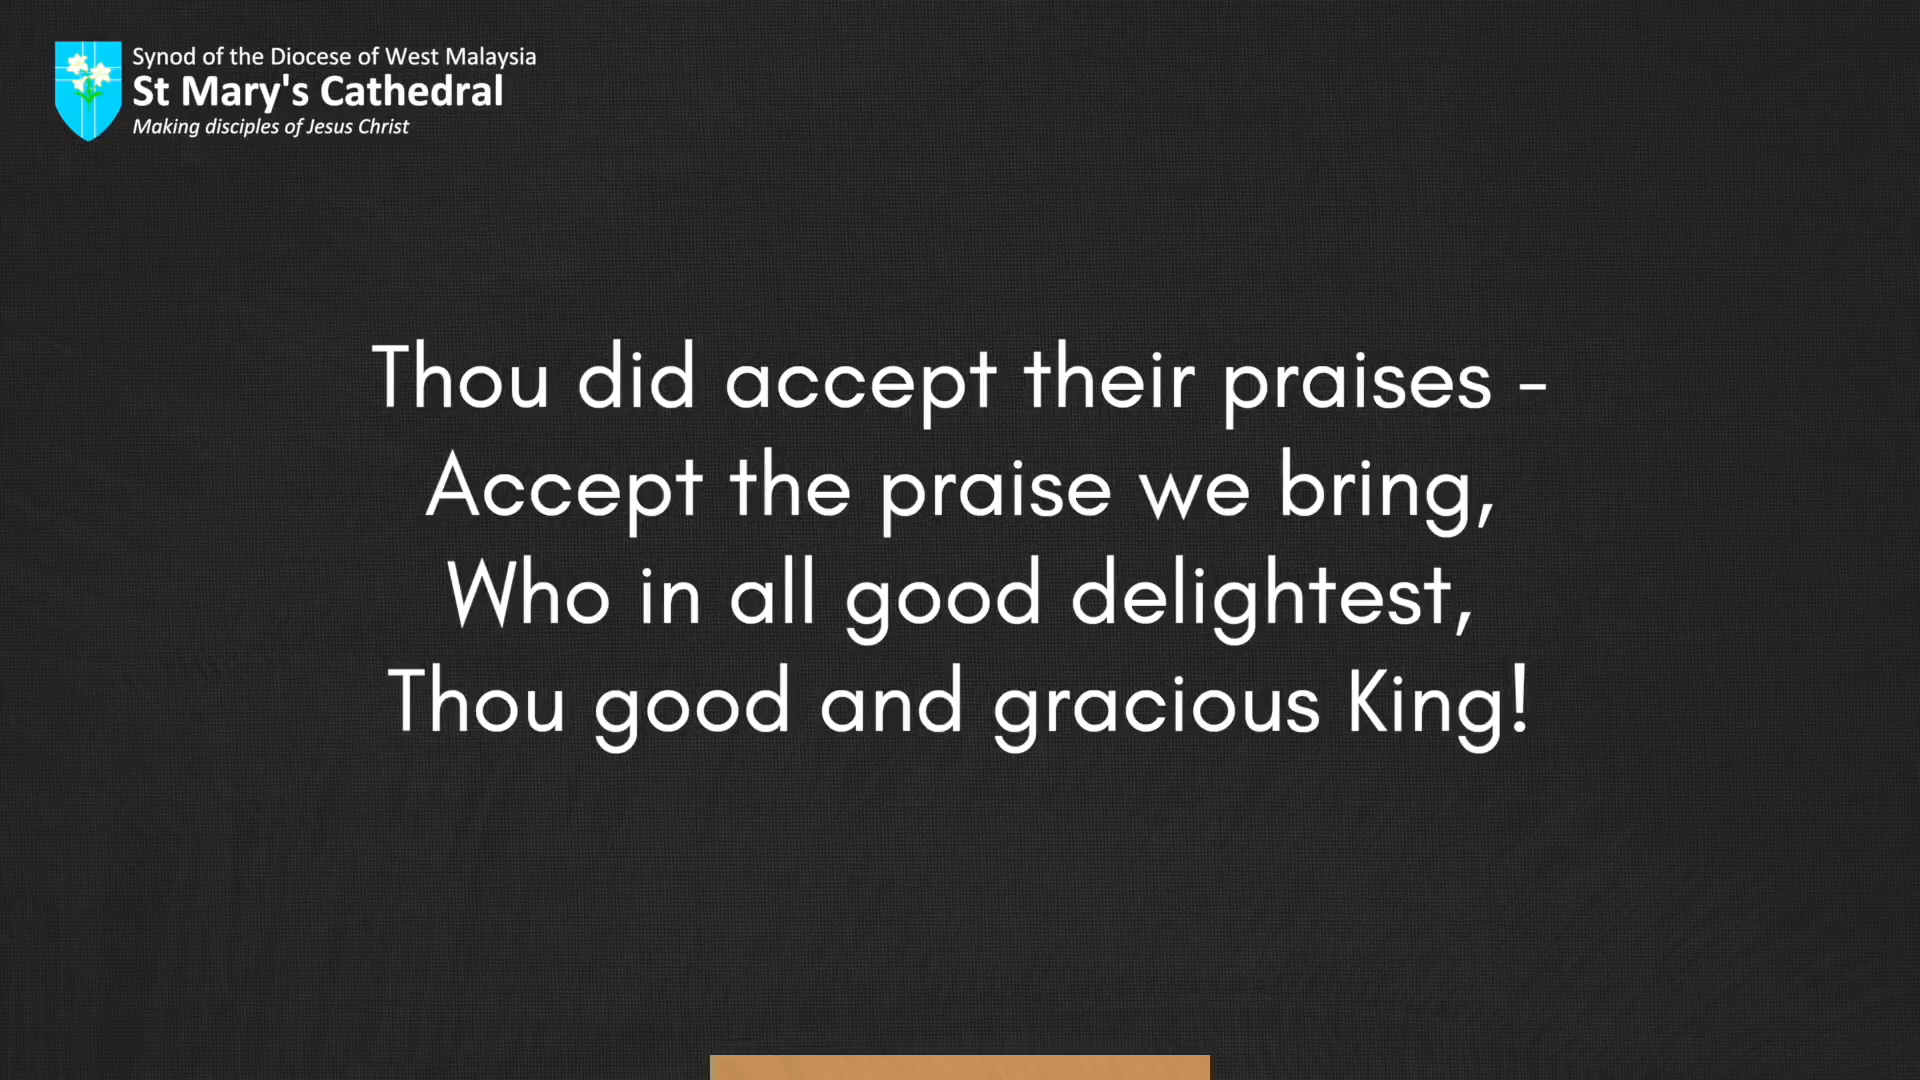 Synod of the Diocese of West Malaysia
St Mary's Cathedral
Making disciples of Jesus Christ
Thou did accept their praises -
Accept the praise we bring,
Who in all good delightest,
Thou good and gracious King!